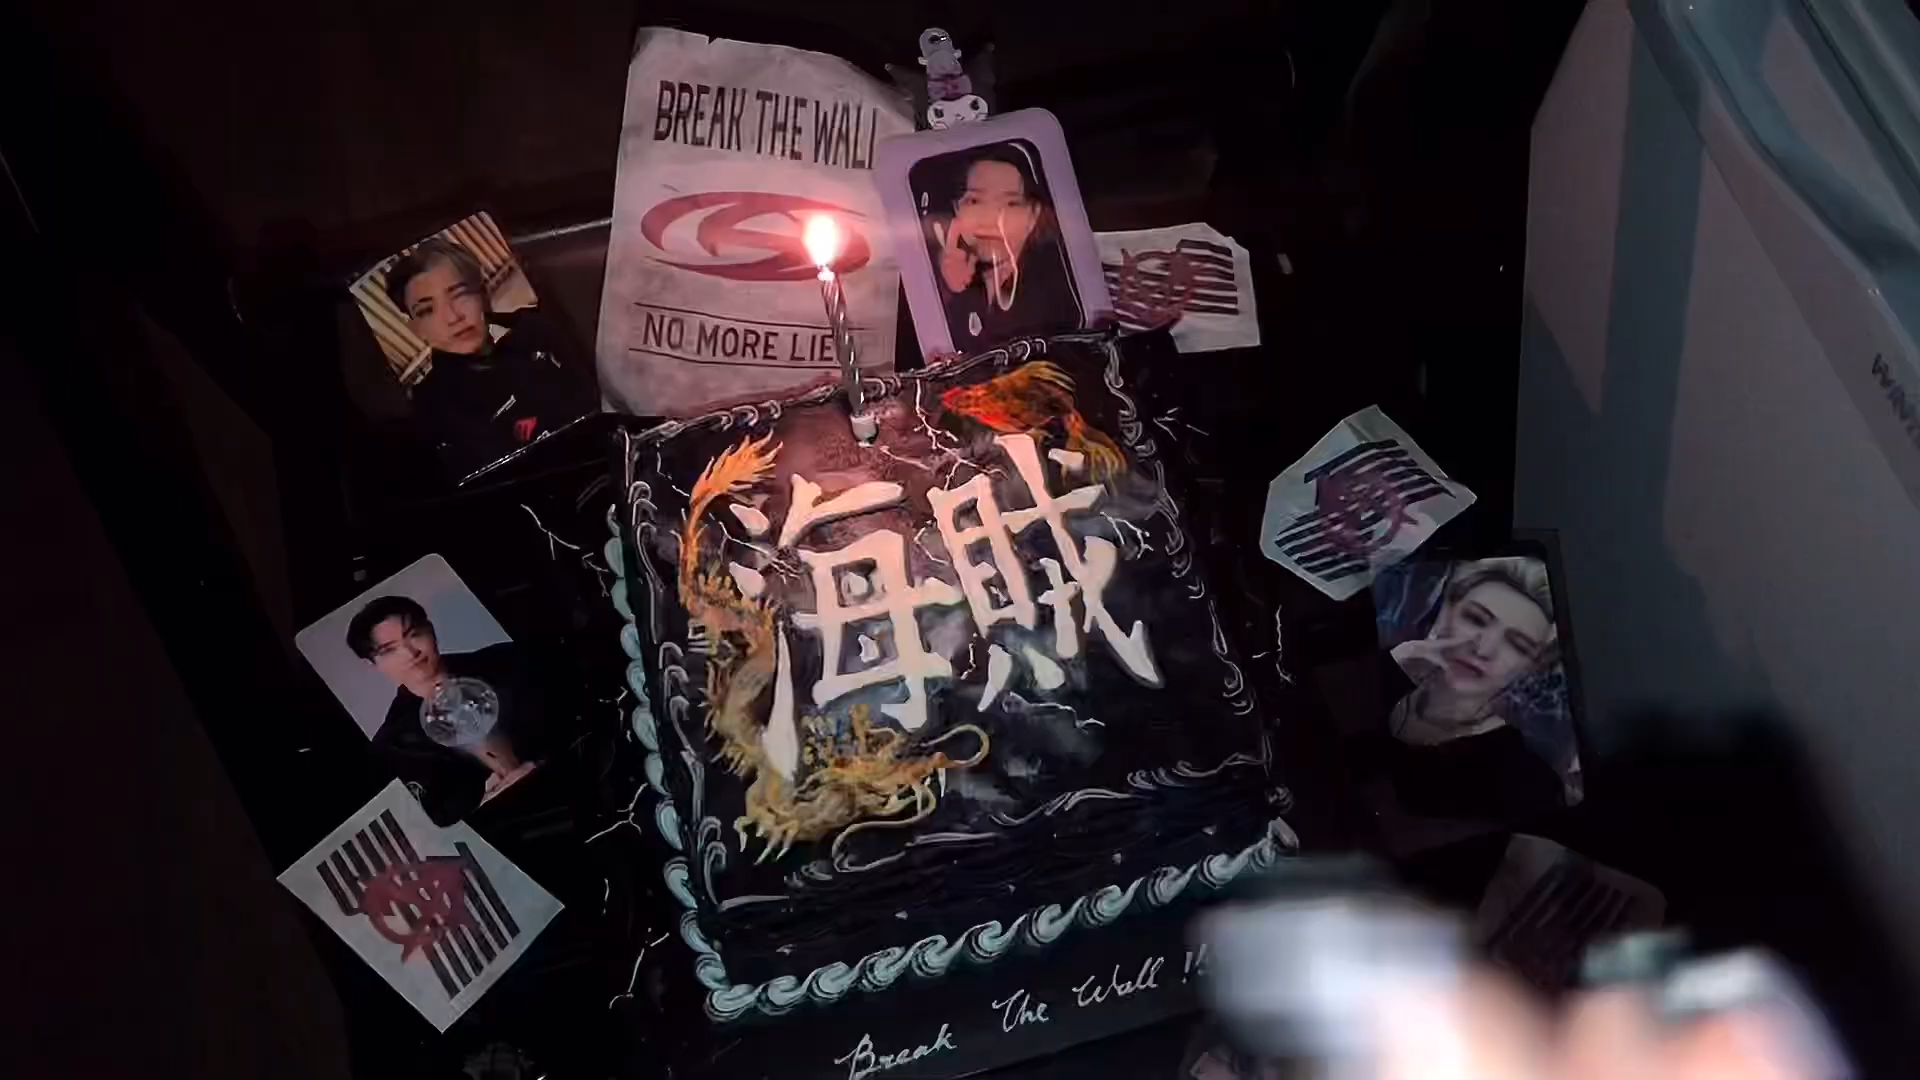 BREAK THE WALL
NO MORE LIE
海賊
Break The Wall !!